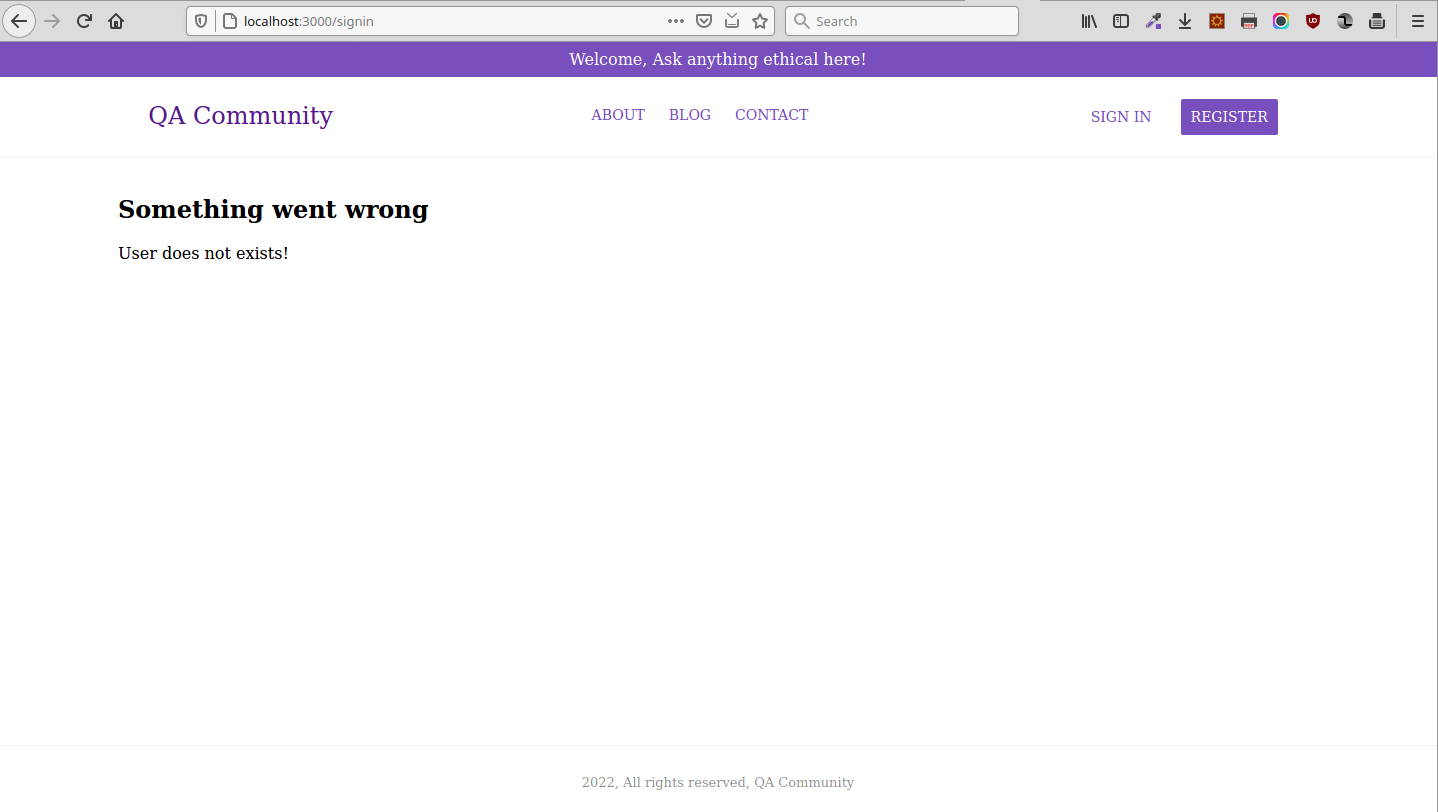 localhost:3000/signin
Search
Welcome, Ask anything ethical here!
QA Community
ABOUT BLOG CONTACT
SIGN IN REGISTER
Something went wrong
User does not exists!
2022, All rights reserved, QA Community